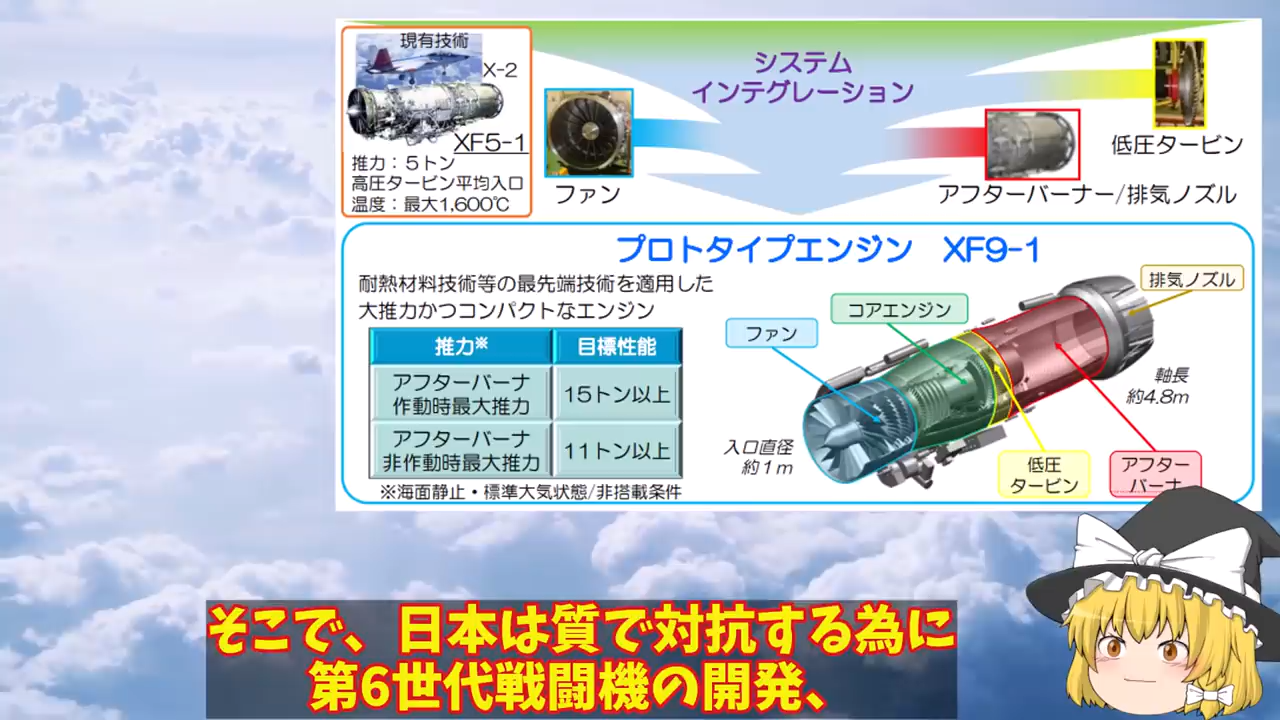 現有技術
X-2
XF5-1
推力：５トン
高圧タービン平均入口
温度：最大1,600℃
システム
インテグレーション
ファン
低圧タービン
アフターバーナー/排気ノズル
プロトタイプエンジン　XF9-1
耐熱材料技術等の最先端技術を適用した
大推力かつコンパクトなエンジン
推力※
目標性能
アフターバーナ
作動時最大推力
15トン以上
アフターバーナ
非作動時最大推力
11トン以上
※海面静止・標準大気状態/非搭載条件
ファン
コアエンジン
排気ノズル
軸長
約4.8m
入口直径
約１ｍ
低圧
タービン
アフター
バーナ
そこで、日本は質で対抗する為に
第6世代戦闘機の開発、